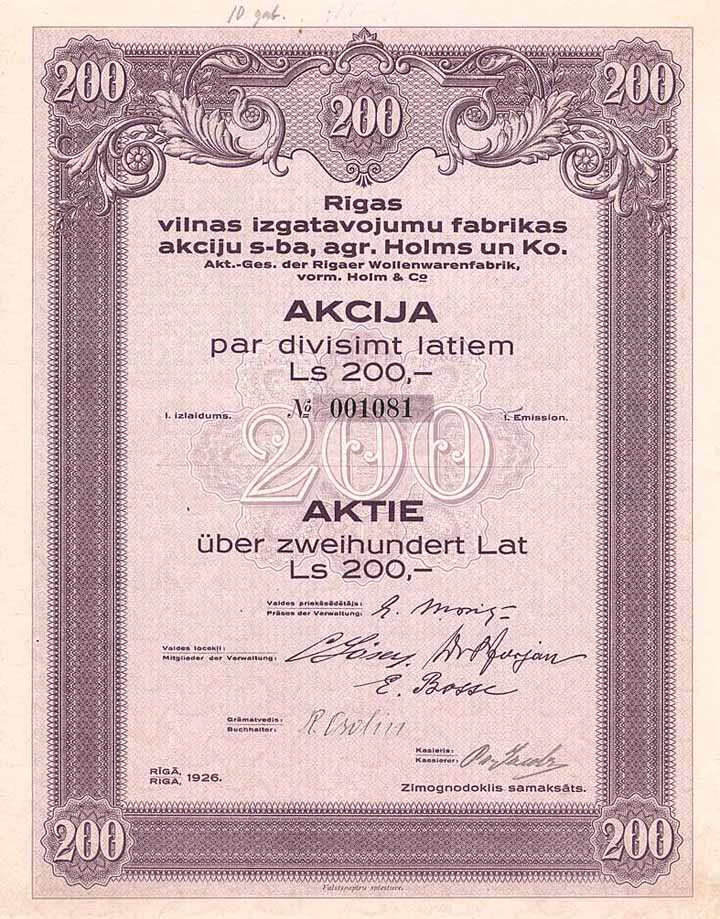 10 gab.
200 200 200
Rīgas
vilnas izgatavojumu fabrikas
akciju s-ba, agr. Holms un Ko.
Akt.-Ges. der Rigaer Wollenwarenfabrik,
vorm. Holm & Co
AKCIJA
par divisimt latiem
Ls 200,—
I. izlaidums. № 001081 I. Emission.
200
AKTIE
über zweihundert Lat
Ls 200,—
Valdes priekšsēdētājs:
Präses der Verwaltung:
Valdes locekļi:
Mitglieder der Verwaltung:
E. Bosse
Grāmatvedis:
Buchhalter:
Kasieris:
Kassierer:
RĪGĀ,
RIGA, 1926.
Zīmognodoklis samaksāts.
200 200
Valstspapīru spiestuve.